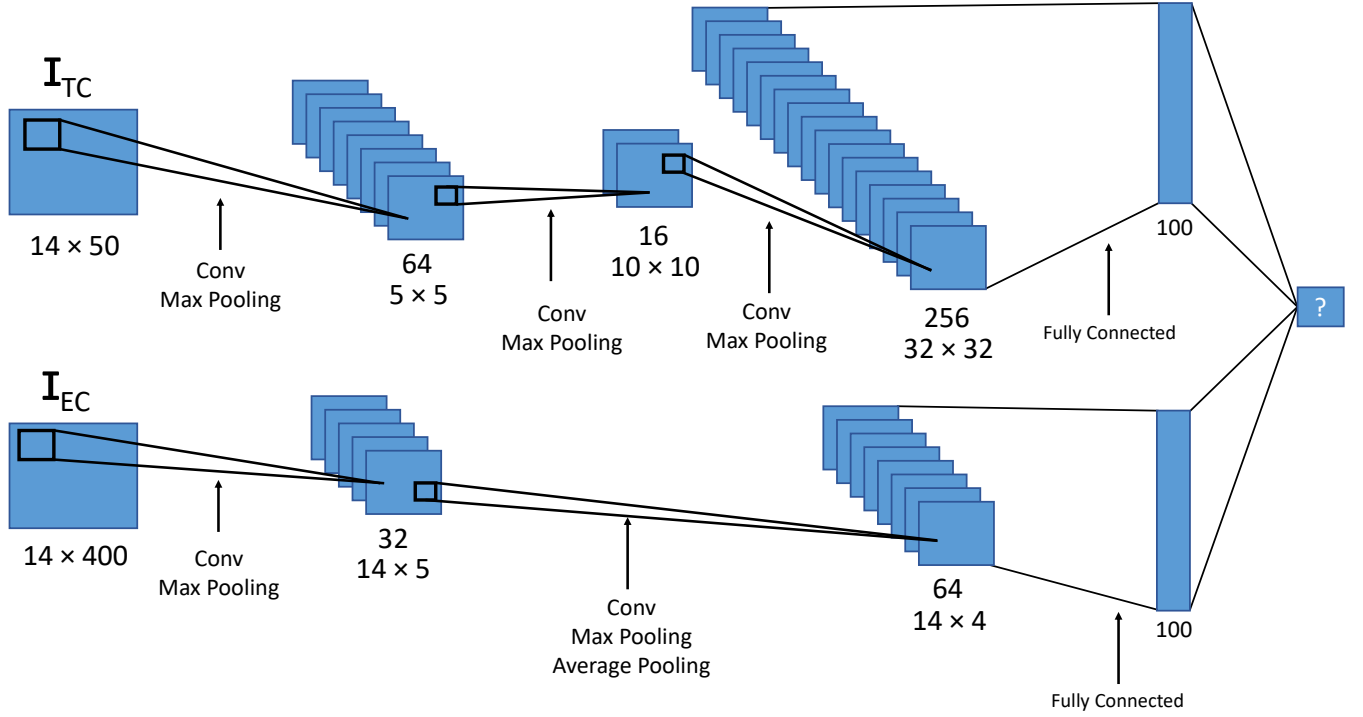 I_TC
14 × 50
Conv
Max Pooling
64
5 × 5
Conv
Max Pooling
16
10 × 10
Conv
Max Pooling
256
32 × 32
Fully Connected
100
?
I_EC
14 × 400
Conv
Max Pooling
32
14 × 5
Conv
Max Pooling
Average Pooling
64
14 × 4
Fully Connected
100